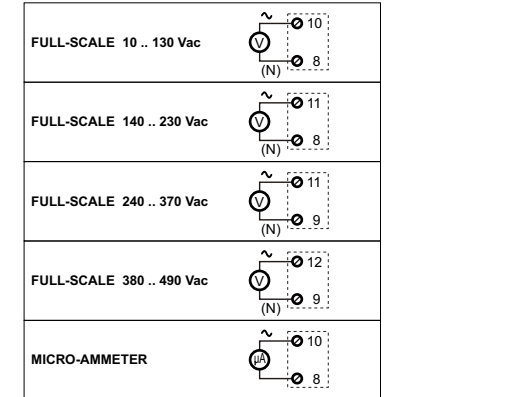 ~ 10
FULL-SCALE 10 .. 130 Vac
V
(N) 8
~ 11
FULL-SCALE 140 .. 230 Vac
V
(N) 8
~ 11
FULL-SCALE 240 .. 370 Vac
V
(N) 9
~ 12
FULL-SCALE 380 .. 490 Vac
V
(N) 9
~ 10
MICRO-AMMETER
µA
8